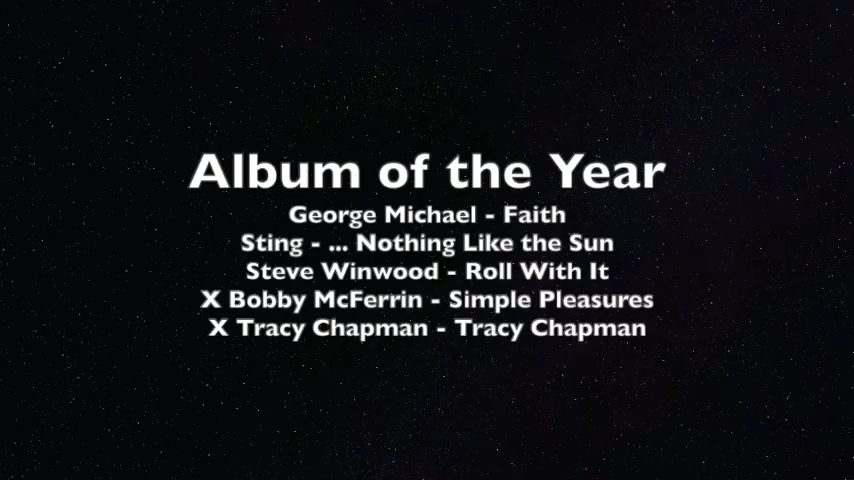 Album of the Year
George Michael - Faith
Sting - ... Nothing Like the Sun
Steve Winwood - Roll With It
X Bobby McFerrin - Simple Pleasures
X Tracy Chapman - Tracy Chapman